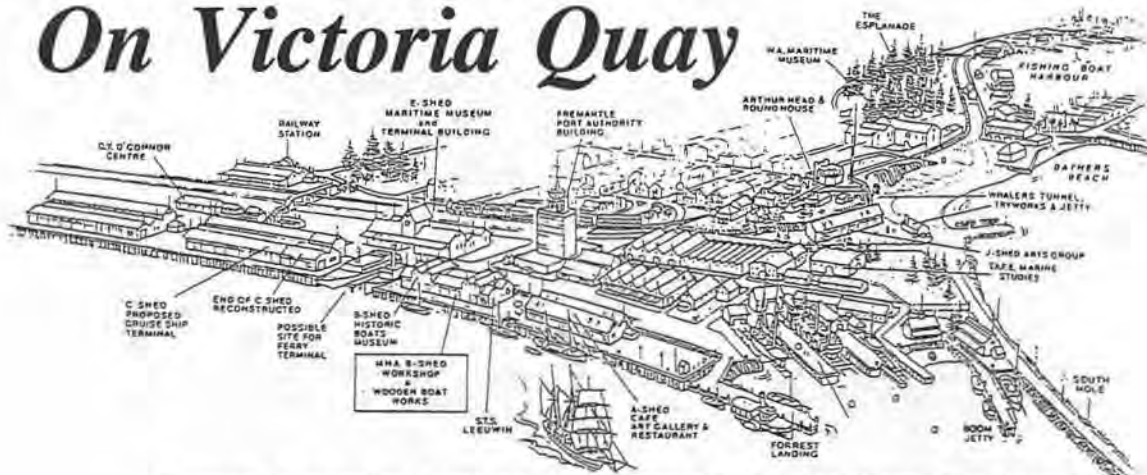 On Victoria Quay
THE
ESPLANADE
W.A. MARITIME
MUSEUM
FISHING BOAT
HARBOUR
E-SHED
MARITIME MUSEUM
and
TERMINAL BUILDING
FREMANTLE
PORT AUTHORITY
BUILDING
ARTHUR HEAD &
ROUND HOUSE
RAILWAY
STATION
C.Y. O'CONNOR
CENTRE
BATHERS
BEACH
WHALERS TUNNEL,
TRYWORKS & JETTY
J-SHED ARTS GROUP
T.A.F.E. MARINE
STUDIES
C SHED
PROPOSED
CRUISE SHIP
TERMINAL
END OF C SHED
RECONSTRUCTED
POSSIBLE
SITE FOR
FERRY
TERMINAL
B-SHED
HISTORIC
BOATS
MUSEUM
M.H.A. B-SHED
WORKSHOP
&
WOODEN BOAT
WORKS
S.T.S.
LEEUWIN
A-SHED
CAFE
ART GALLERY &
RESTAURANT
FORREST
LANDING
BOOM
JETTY
SOUTH
MOLE